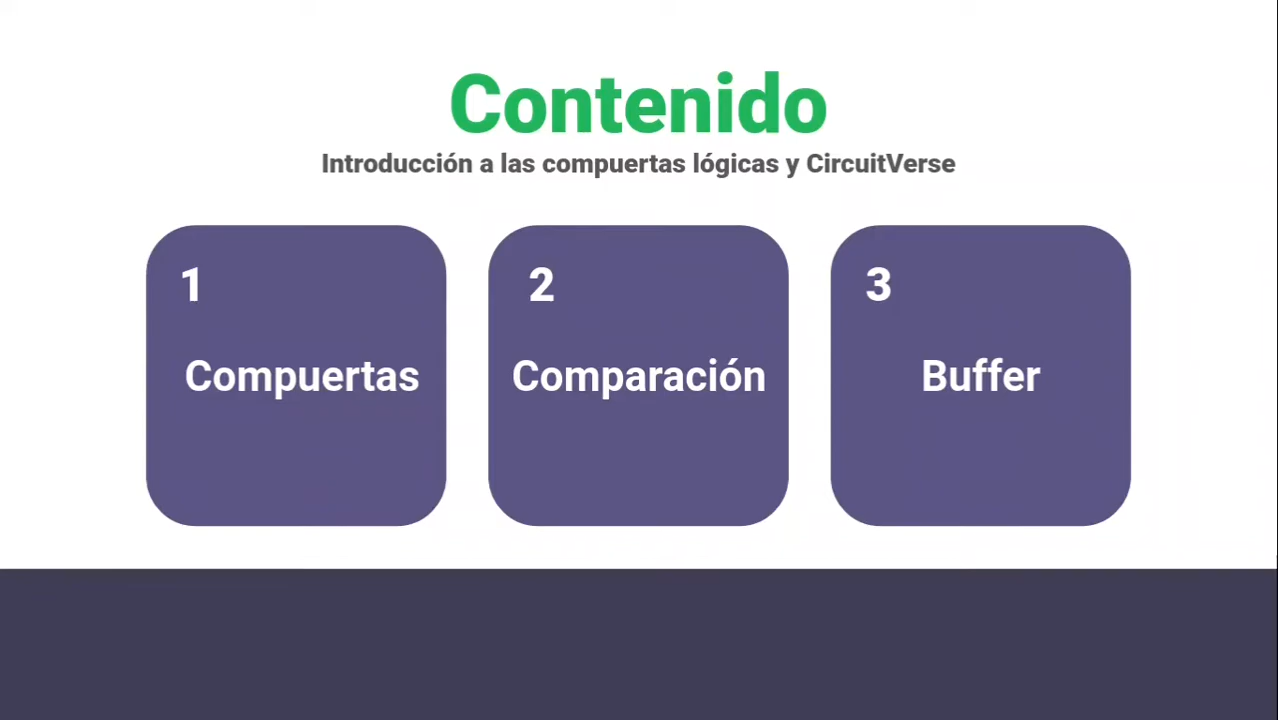 Contenido
Introducción a las compuertas lógicas y CircuitVerse
1
Compuertas
2
Comparación
3
Buffer